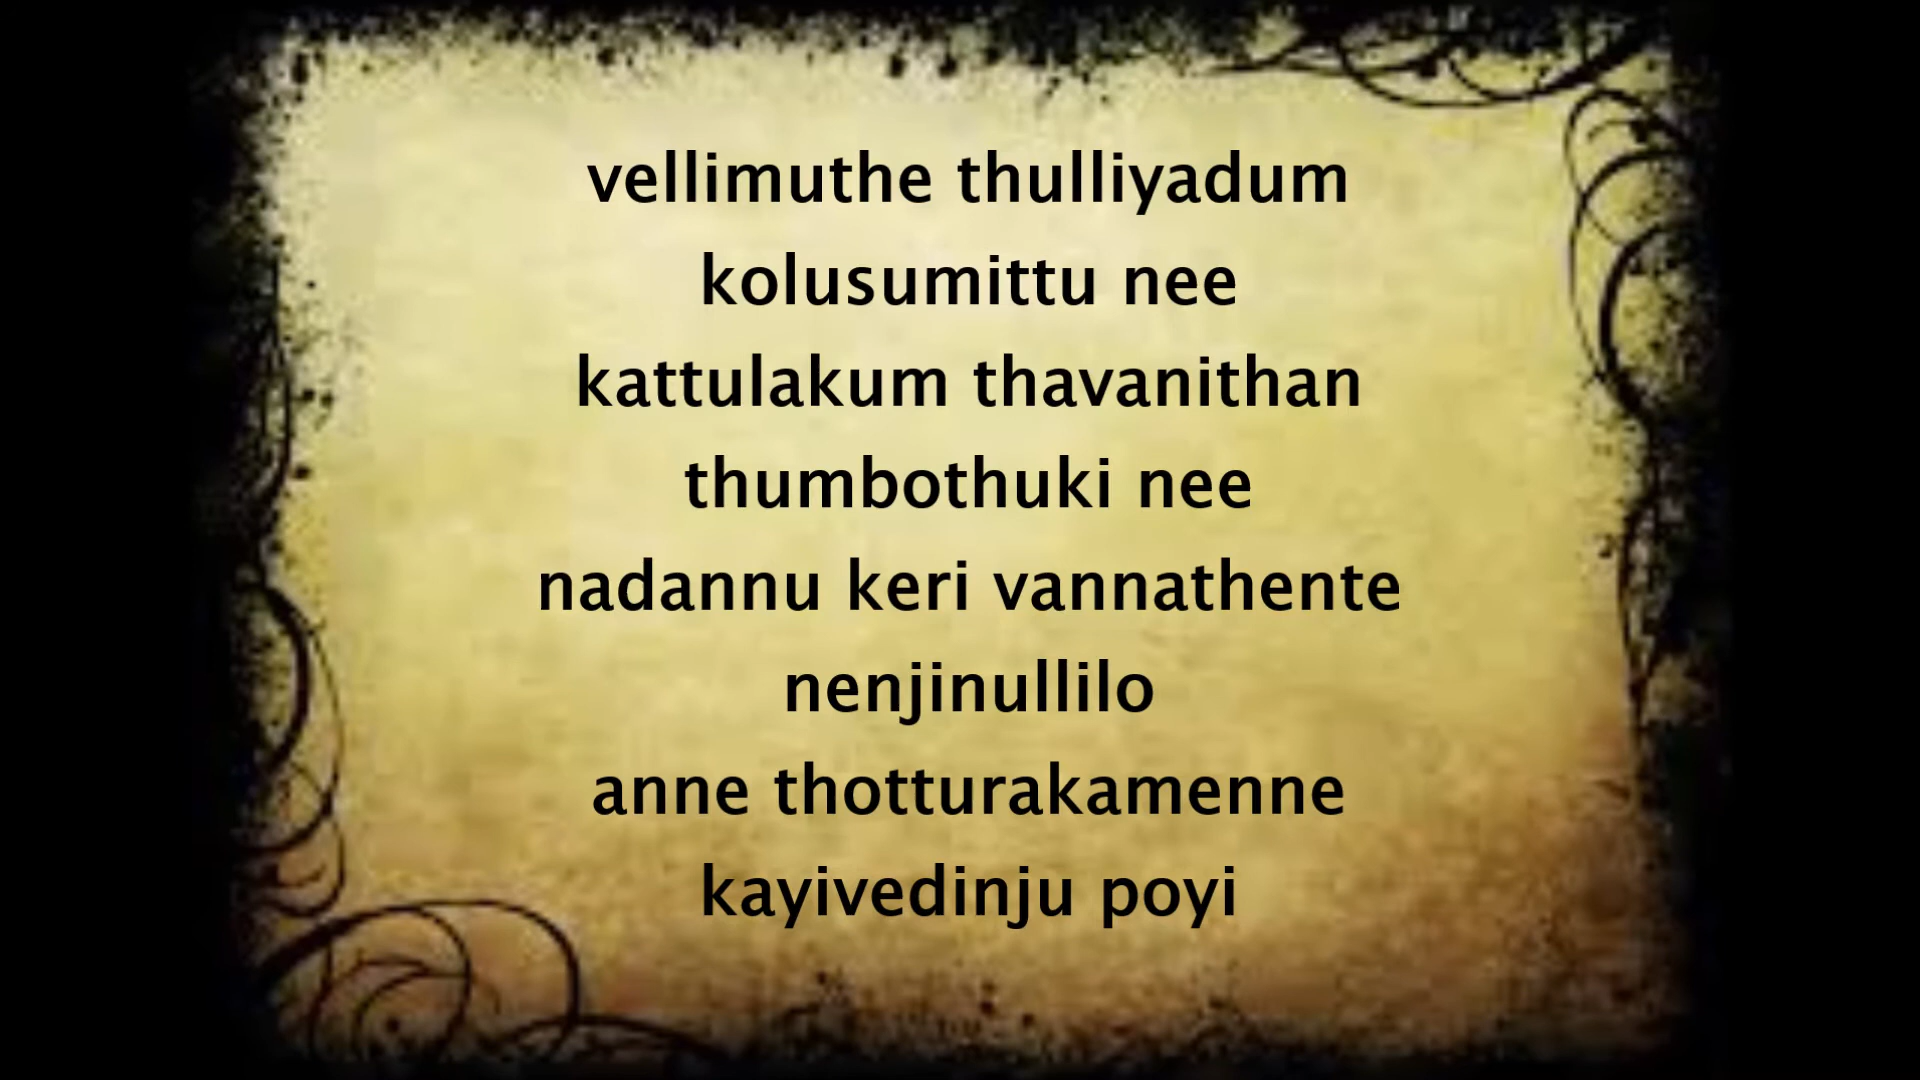 vellimuthe thulliyadum
kolusumittu nee
kattulakum thavanithan
thumbothuki nee
nadannu keri vannathente
nenjinullilo
anne thotturakamenne
kayivedinju poyi